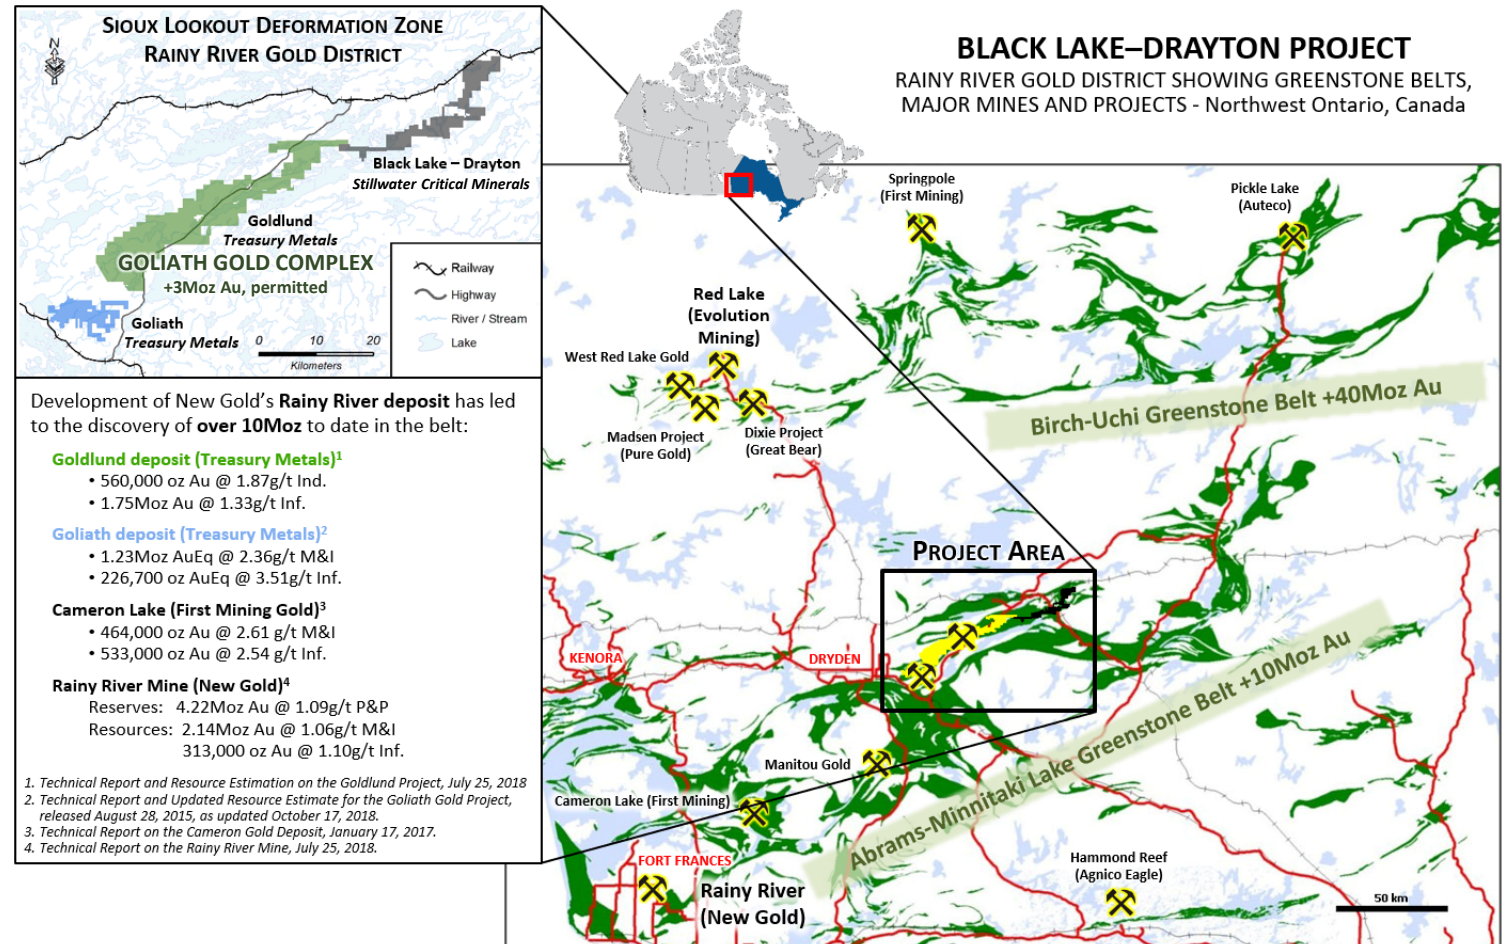 SIOUX LOOKOUT DEFORMATION ZONE
RAINY RIVER GOLD DISTRICT
N
Black Lake – Drayton
Stillwater Critical Minerals
Goldlund
Treasury Metals
GOLIATH GOLD COMPLEX
+3Moz Au, permitted
Goliath
Treasury Metals
0 10 20
Kilometers
Railway
Highway
River / Stream
Lake
Development of New Gold's Rainy River deposit has led
to the discovery of over 10Moz to date in the belt:
Goldlund deposit (Treasury Metals)1
• 560,000 oz Au @ 1.87g/t Ind.
• 1.75Moz Au @ 1.33g/t Inf.
Goliath deposit (Treasury Metals)2
• 1.23Moz AuEq @ 2.36g/t M&I
• 226,700 oz AuEq @ 3.51g/t Inf.
Cameron Lake (First Mining Gold)3
• 464,000 oz Au @ 2.61 g/t M&I
• 533,000 oz Au @ 2.54 g/t Inf.
Rainy River Mine (New Gold)4
Reserves: 4.22Moz Au @ 1.09g/t P&P
Resources: 2.14Moz Au @ 1.06g/t M&I
313,000 oz Au @ 1.10g/t Inf.
1. Technical Report and Resource Estimation on the Goldlund Project, July 25, 2018
2. Technical Report and Updated Resource Estimate for the Goliath Gold Project,
released August 28, 2015, as updated October 17, 2018.
3. Technical Report on the Cameron Gold Deposit, January 17, 2017.
4. Technical Report on the Rainy River Mine, July 25, 2018.
BLACK LAKE–DRAYTON PROJECT
RAINY RIVER GOLD DISTRICT SHOWING GREENSTONE BELTS,
MAJOR MINES AND PROJECTS - Northwest Ontario, Canada
Springpole
(First Mining)
Pickle Lake
(Auteco)
Red Lake
(Evolution
Mining)
West Red Lake Gold
Madsen Project
(Pure Gold)
Dixie Project
(Great Bear)
Birch-Uchi Greenstone Belt +40Moz Au
PROJECT AREA
KENORA
DRYDEN
Abrams-Minnitaki Lake Greenstone Belt +10Moz Au
Manitou Gold
Cameron Lake (First Mining)
FORT FRANCES
Rainy River
(New Gold)
Hammond Reef
(Agnico Eagle)
50 km